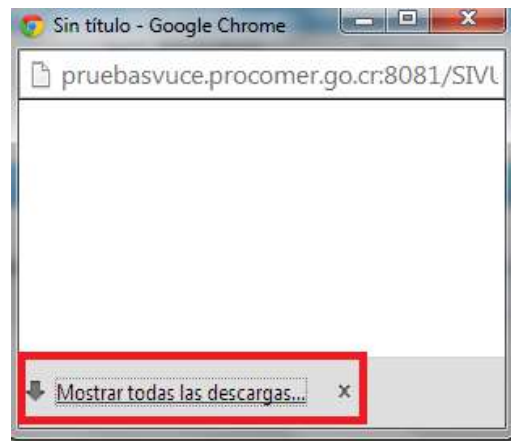 Sin título - Google Chrome
pruebasvuce.procomer.go.cr:8081/SIVU
Mostrar todas las descargas...